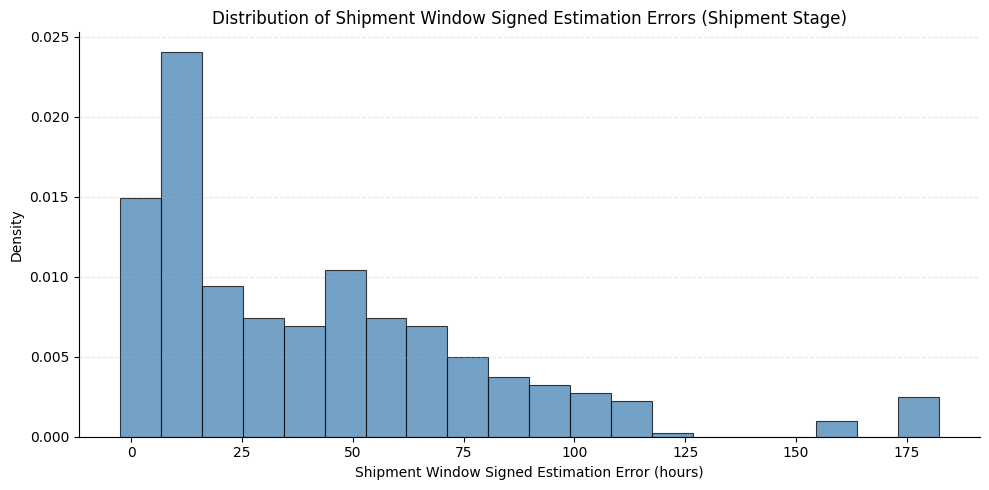 Distribution of Shipment Window Signed Estimation Errors (Shipment Stage)
0.025
0.020
0.015
0.010
0.005
0.000
Density
0 25 50 75 100 125 150 175
Shipment Window Signed Estimation Error (hours)